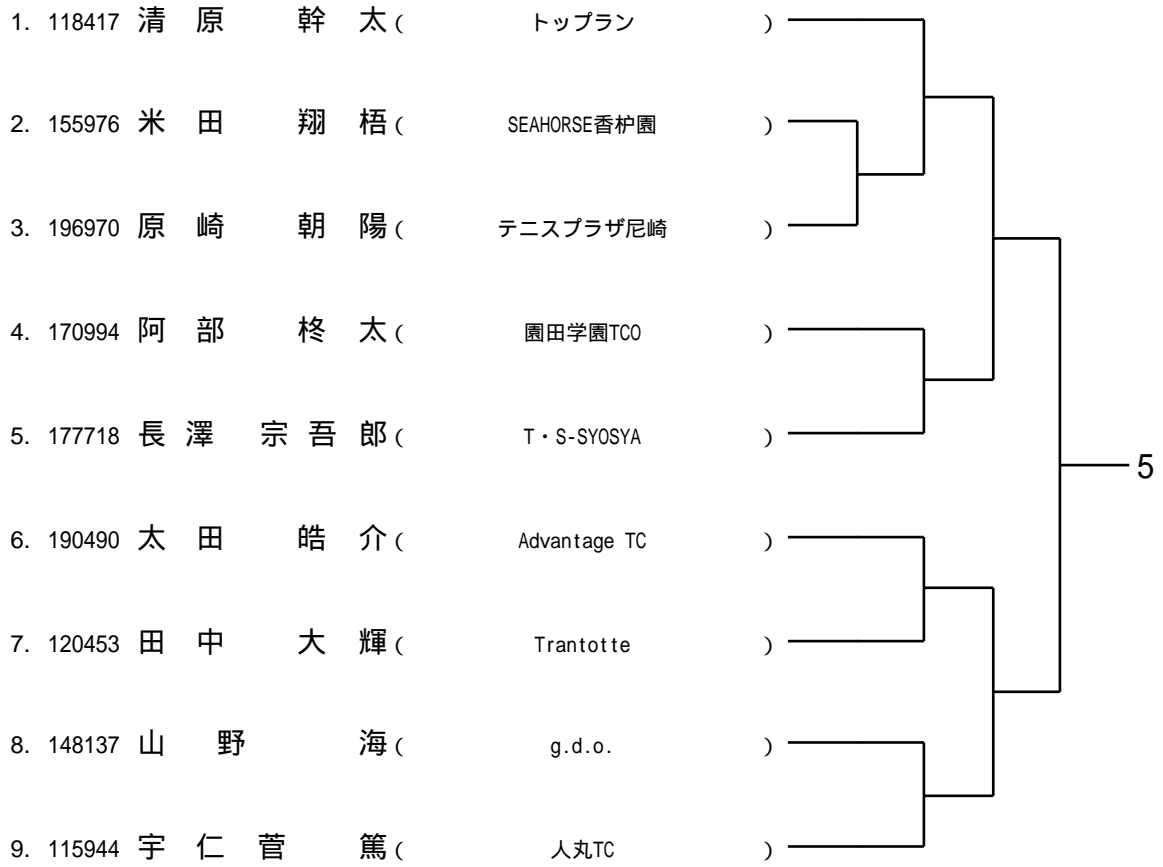 1. 118417 清原 幹太 ( トップラン )
2. 155976 米田 翔梧 ( SEAHORSE香枦園 )
3. 196970 原崎 朝陽 ( テニスプラザ尼崎 )
4. 170994 阿部 柊太 ( 園田学園TCO )
5. 177718 長澤 宗吾郎 ( T・S-SYOSYA )
5
6. 190490 太田 皓介 ( Advantage TC )
7. 120453 田中 大輝 ( Trantotte )
8. 148137 山野 海 ( g.d.o. )
9. 115944 宇仁菅 篤 ( 人丸TC )